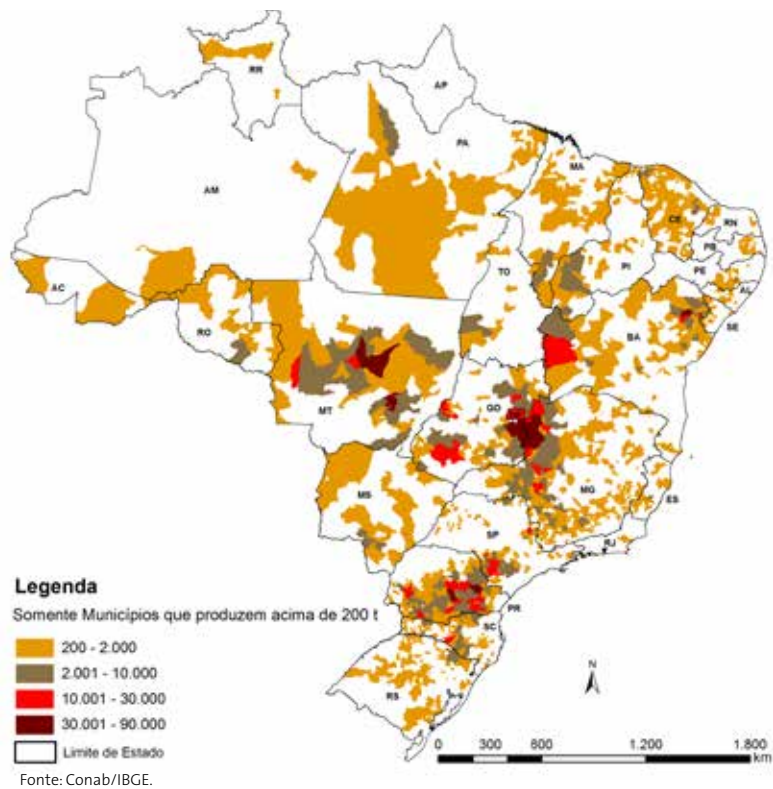 RR
AP
AM
PA
MA
CE
RN
PB
PI
PE
AL
TO
AC
SE
BA
RO
MT
GO
MG
MS
ES
SP
RJ
PR
SC
RS
Legenda
Somente Municípios que produzem acima de 200 t
200 - 2.000
2.001 - 10.000
10.001 - 30.000
30.001 - 90.000
Limite de Estado
N
0 300 600 1.200 1.800
km
Fonte: Conab/IBGE.